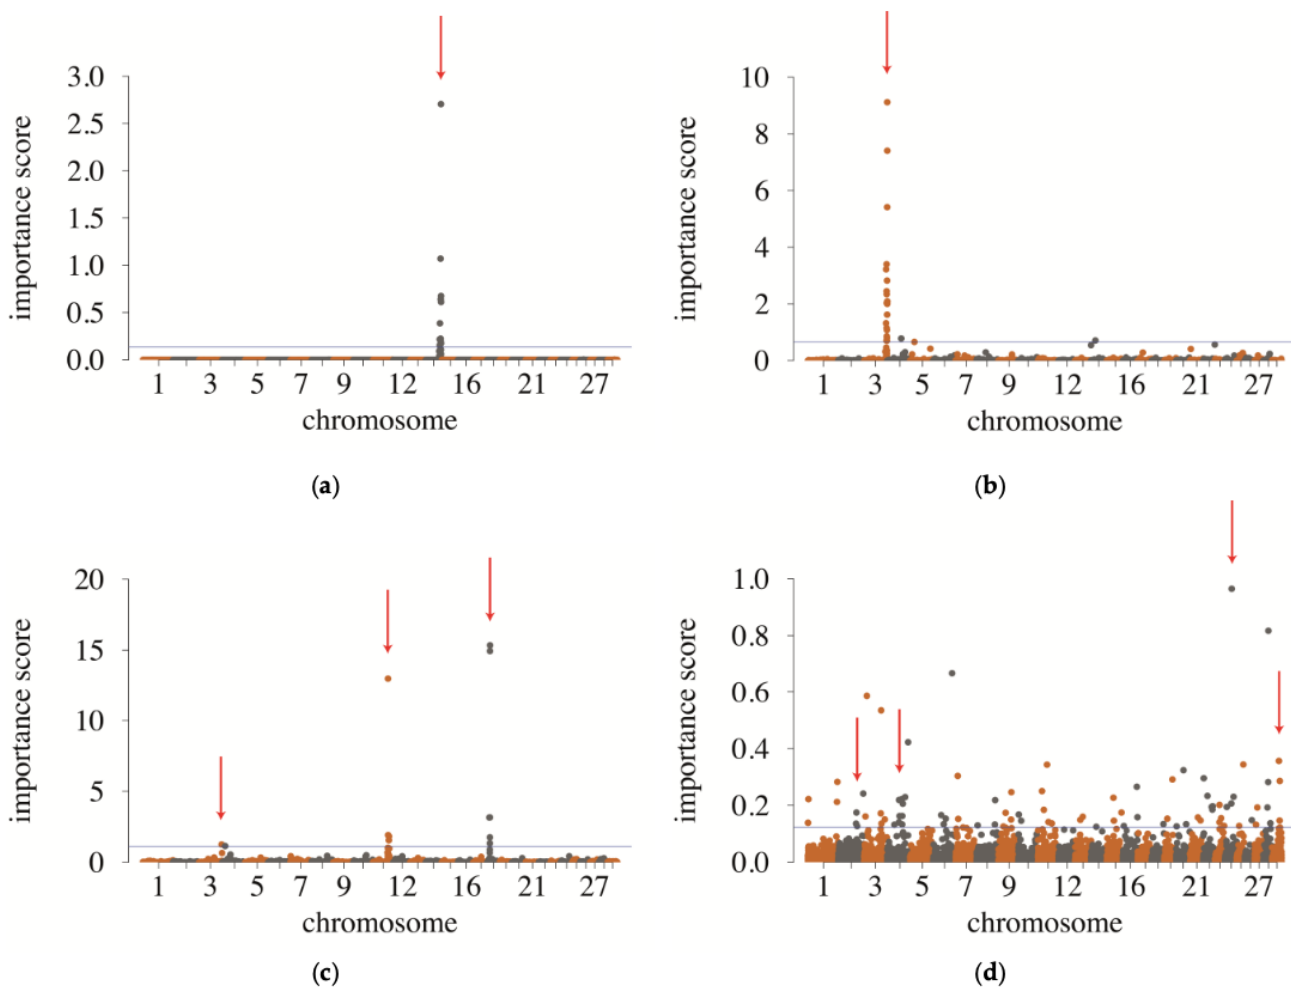 3.0
2.5
2.0
1.5
1.0
0.5
0.0
importance score
1 3 5 7 9 12 16 21 27
chromosome
(a)
10
8
6
4
2
0
importance score
1 3 5 7 9 12 16 21 27
chromosome
(b)
20
15
10
5
0
importance score
1 3 5 7 9 12 16 21 27
chromosome
(c)
1.0
0.8
0.6
0.4
0.2
0.0
importance score
1 3 5 7 9 12 16 21 27
chromosome
(d)